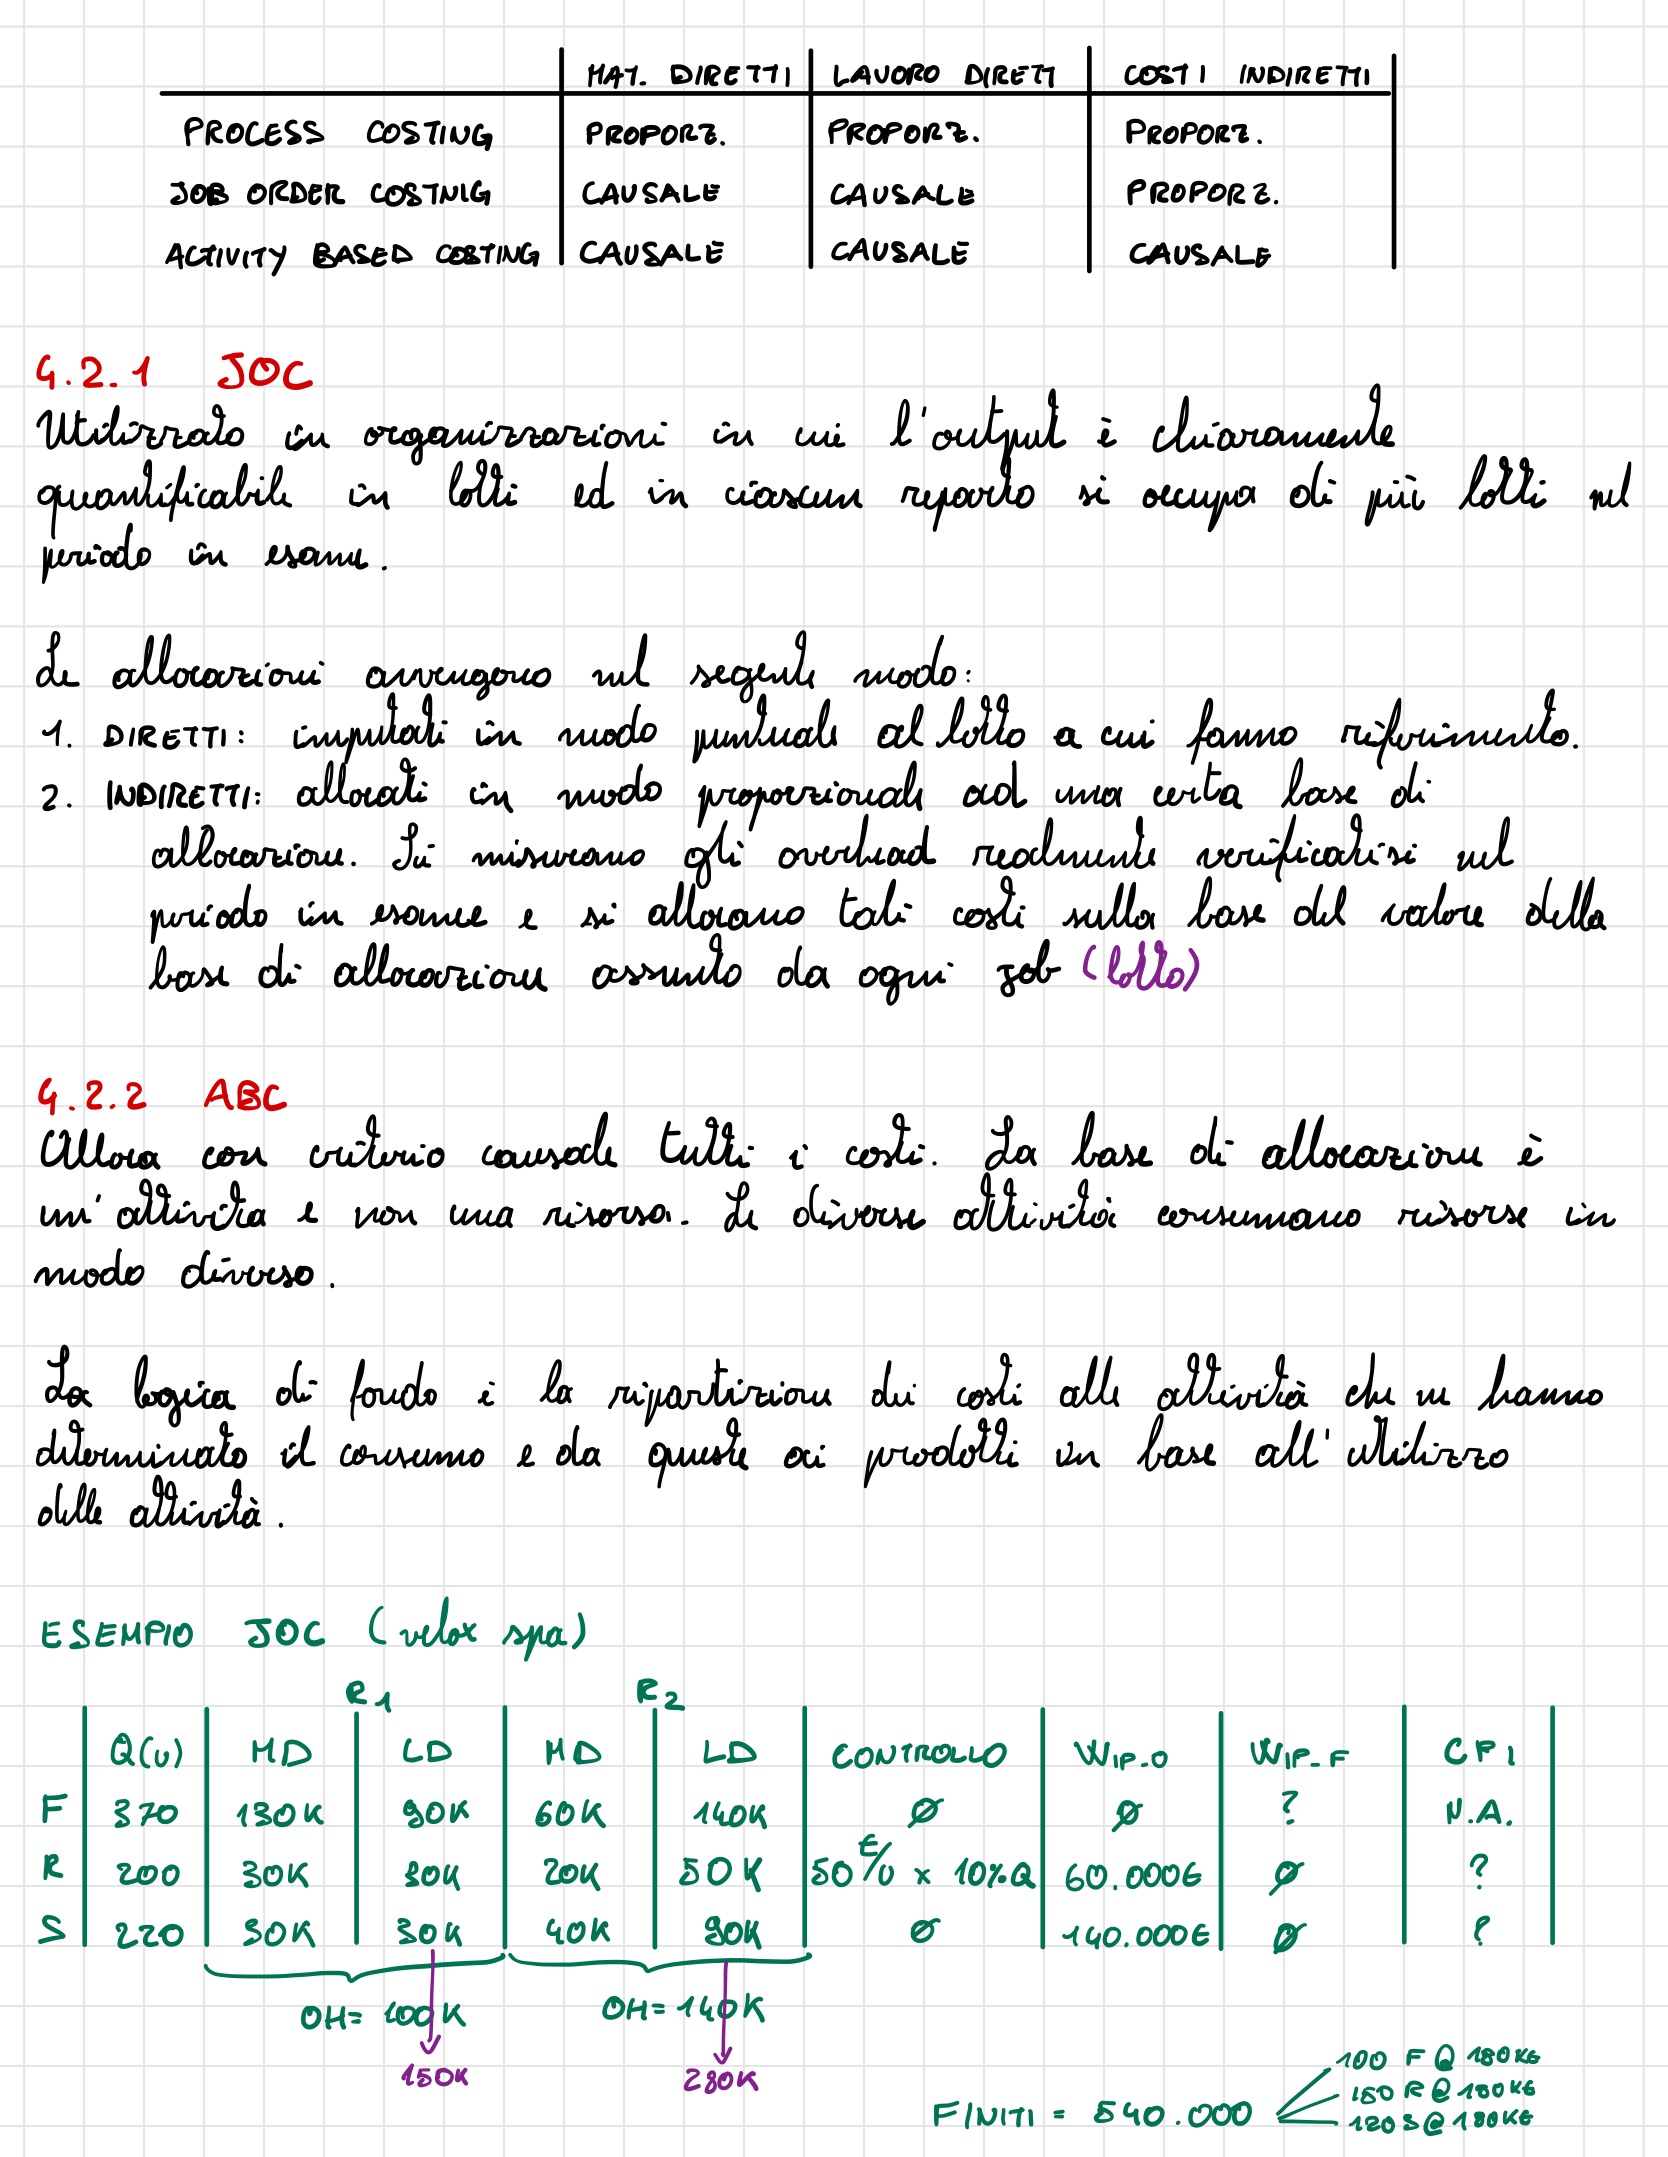 MAT. DIRETTI | LAVORO DIRETT | COSTI INDIRETTI
PROCESS COSTING | PROPORZ. | PROPORZ. | PROPORZ.
JOB ORDER COSTNIG | CAUSALE | CAUSALE | PROPORZ.
ACTIVITY BASED COSTING | CAUSALE | CAUSALE | CAUSALE
4.2.1 JOC
Utilizzato in organizzazioni in cui l'output è chiaramente
quantificabile in lotti ed in ciascun reparto si occupa di più lotti nel
periodo in esame.
Le allocazioni avvengono nel segente modo:
1. DIRETTI: imputati in modo puntuale al lotto a cui fanno riferimento.
2. INDIRETTI: allocati in modo proporzionale ad una certa base di
allocazione. Si misurano gli overhead realmente verificatisi nel
periodo in esame e si allocano tali costi sulla base del valore della
base di allocazione assunto da ogni job (lotto)
4.2.2 ABC
Alloca con criterio causale tutti i costi. La base di allocazione è
un'attività e non una risorsa. Le diverse attività consumano risorse in
modo diverso.
La logica di fondo è la ripartizione dei costi alle attività che ne hanno
determinato il consumo e da queste ai prodotti in base all'utilizzo
delle attività.
ESEMPIO JOC (velox spa)
R1 R2
Q(u) | MD | LD | MD | LD | CONTROLLO | WIP_0 | WIP_F | CPI
F | 370 | 130K | 90K | 60K | 140K | Ø | Ø | ? | N.A.
R | 200 | 30K | 30K | 20K | 50K | 50 €/u x 10%Q | 60.000€ | Ø | ?
S | 220 | 30K | 30K | 40K | 90K | Ø | 140.000€ | Ø | ?
OH= 100K OH= 140K
150K 280K
100 F @ 180K€
FINITI = 540.000 150 R @ 180K€
120 S @ 180K€